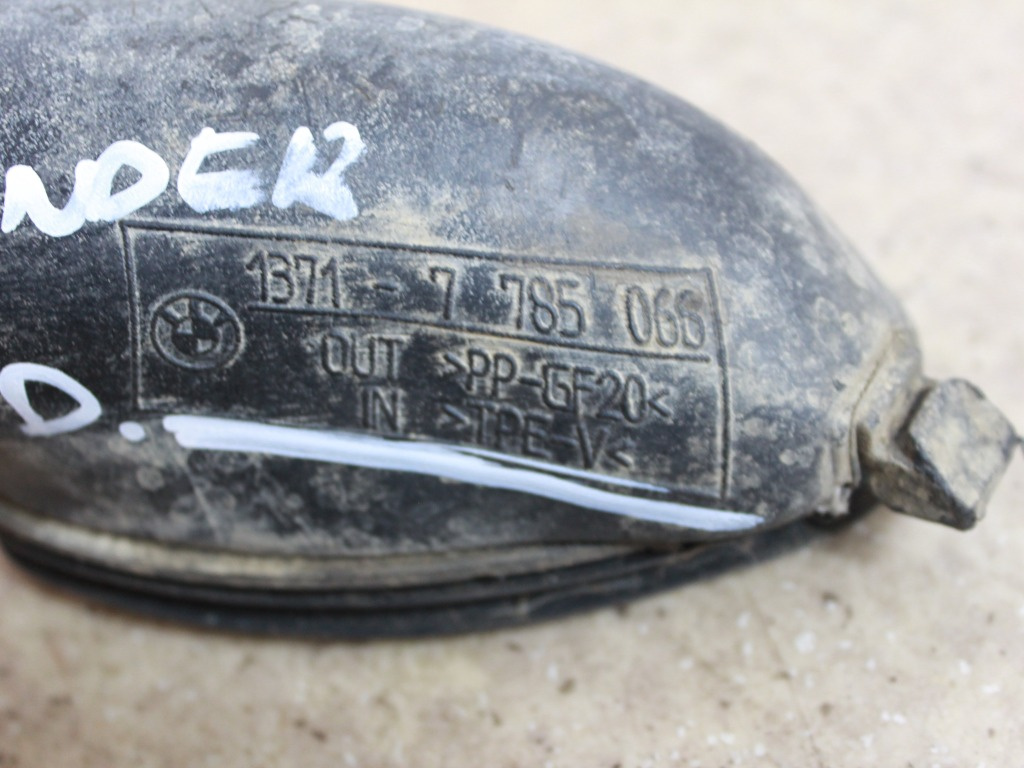 NDER
1371 - 7 785 066
OUT >PP-GF20<
IN >TPE-V<
D.